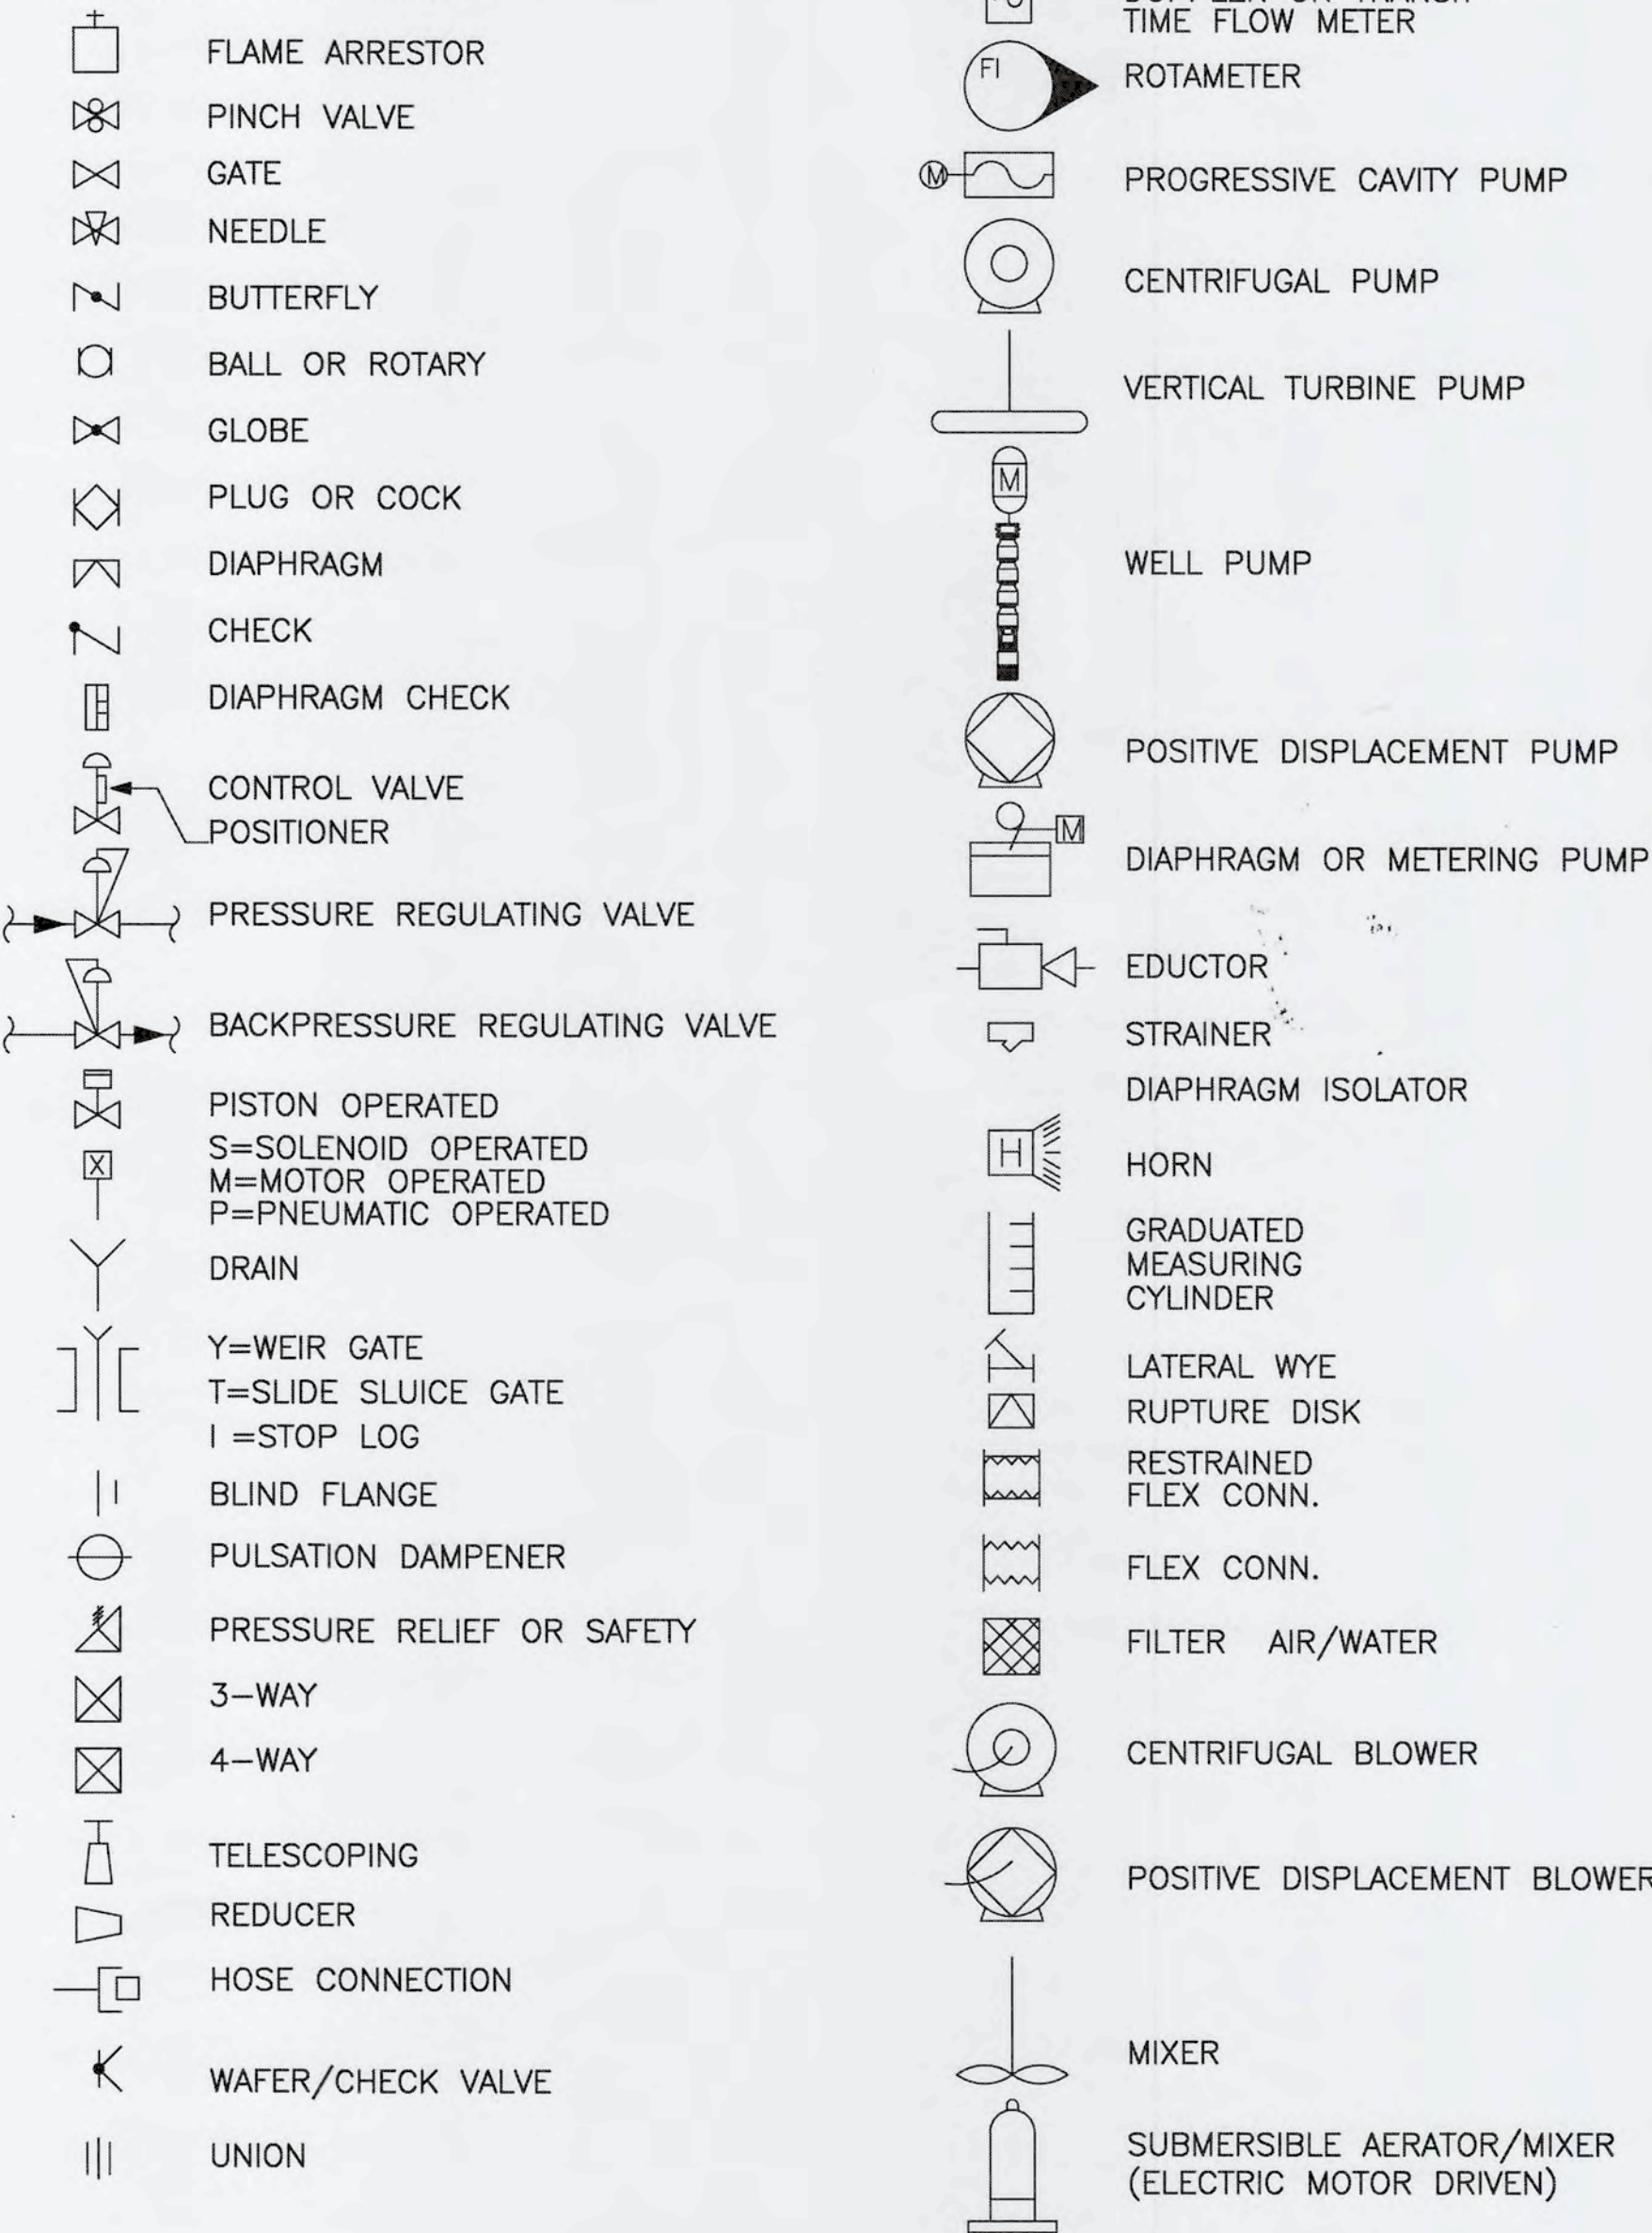 FLAME ARRESTOR
PINCH VALVE
GATE
NEEDLE
BUTTERFLY
BALL OR ROTARY
GLOBE
PLUG OR COCK
DIAPHRAGM
CHECK
DIAPHRAGM CHECK
CONTROL VALVE
POSITIONER
PRESSURE REGULATING VALVE
BACKPRESSURE REGULATING VALVE
PISTON OPERATED
X
S=SOLENOID OPERATED
M=MOTOR OPERATED
P=PNEUMATIC OPERATED
DRAIN
Y=WEIR GATE
T=SLIDE SLUICE GATE
I =STOP LOG
BLIND FLANGE
PULSATION DAMPENER
PRESSURE RELIEF OR SAFETY
3-WAY
4-WAY
TELESCOPING
REDUCER
HOSE CONNECTION
WAFER/CHECK VALVE
UNION
TIME FLOW METER
FI
ROTAMETER
M
PROGRESSIVE CAVITY PUMP
CENTRIFUGAL PUMP
VERTICAL TURBINE PUMP
M
WELL PUMP
POSITIVE DISPLACEMENT PUMP
M
DIAPHRAGM OR METERING PUMP
EDUCTOR
STRAINER
DIAPHRAGM ISOLATOR
H
HORN
GRADUATED
MEASURING
CYLINDER
LATERAL WYE
RUPTURE DISK
RESTRAINED
FLEX CONN.
FLEX CONN.
FILTER AIR/WATER
CENTRIFUGAL BLOWER
POSITIVE DISPLACEMENT BLOWER
MIXER
SUBMERSIBLE AERATOR/MIXER
(ELECTRIC MOTOR DRIVEN)